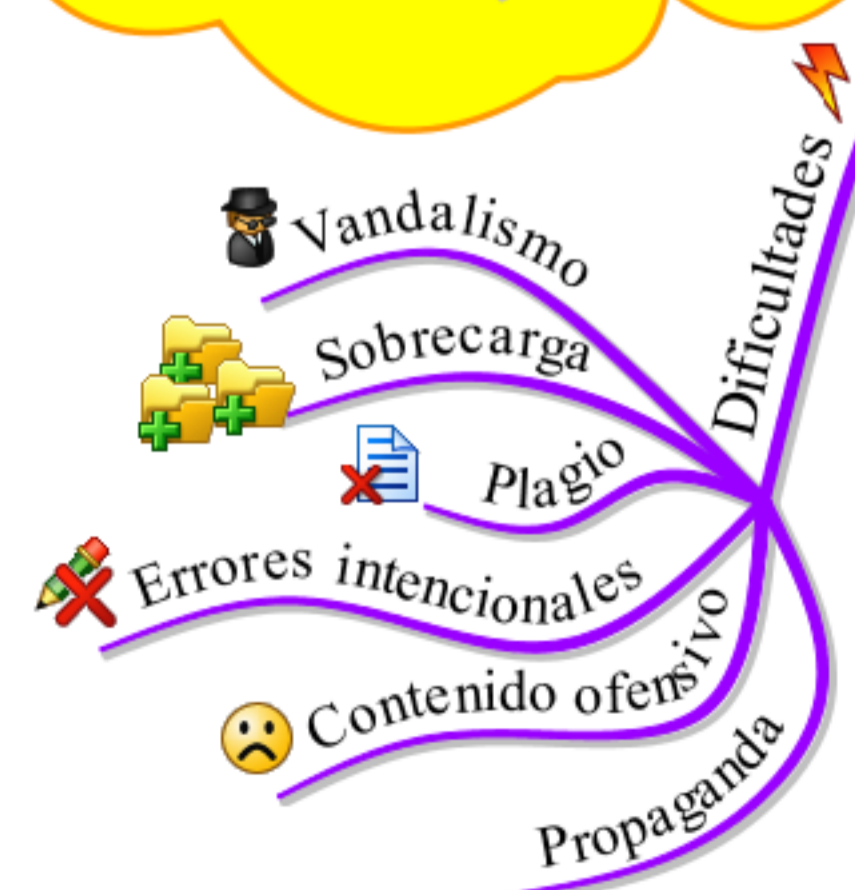 Dificultades
Vandalismo
Sobrecarga
Plagio
Errores intencionales
Contenido ofensivo
Propaganda